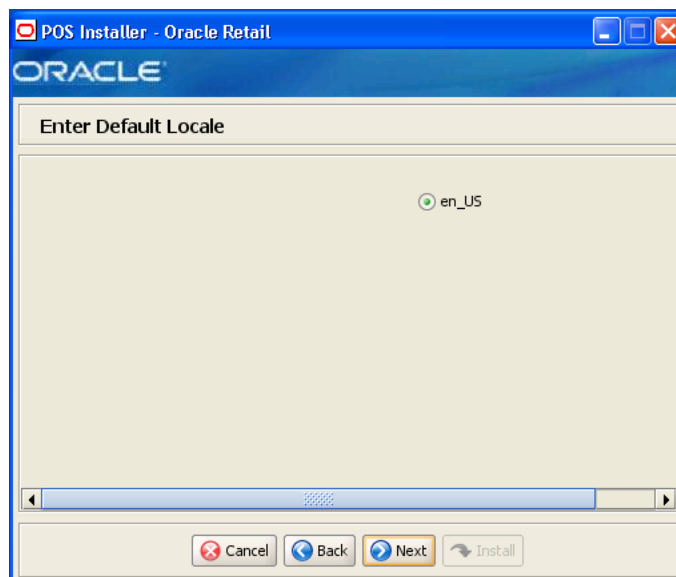 POS Installer - Oracle Retail
ORACLE
Enter Default Locale
en_US
Cancel Back Next Install